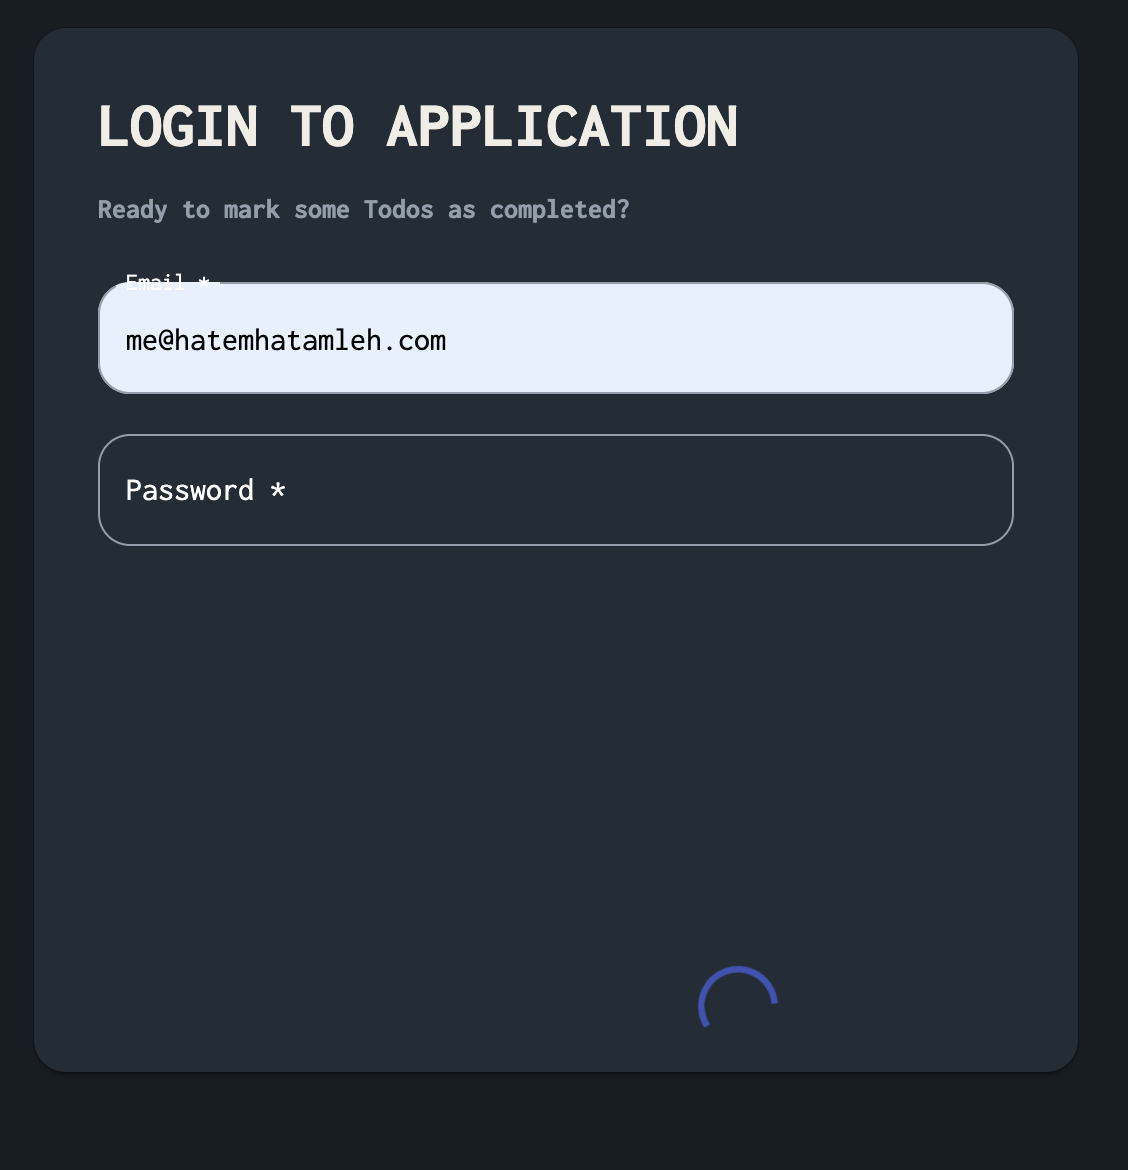 LOGIN TO APPLICATION
Ready to mark some Todos as completed?
Email *
me@hatemhatamleh.com
Password *